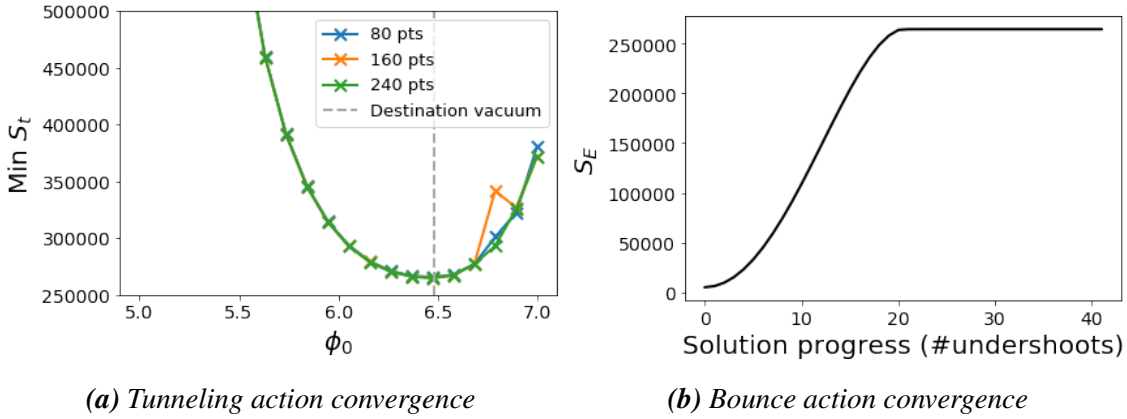 500000
450000
400000
350000
300000
250000
Min S_t
80 pts
160 pts
240 pts
Destination vacuum
5.0 5.5 6.0 6.5 7.0
ϕ_0
(a) Tunneling action convergence
250000
200000
150000
100000
50000
0
S_E
0 10 20 30 40
Solution progress (#undershoots)
(b) Bounce action convergence